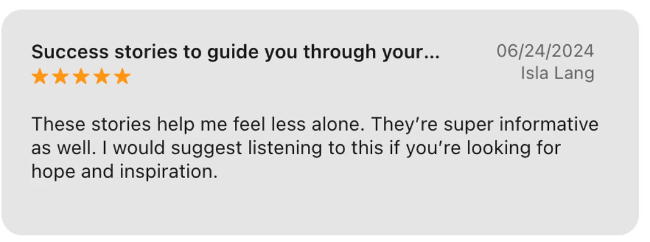 Success stories to guide you through your...
06/24/2024
Isla Lang
These stories help me feel less alone. They’re super informative
as well. I would suggest listening to this if you’re looking for
hope and inspiration.